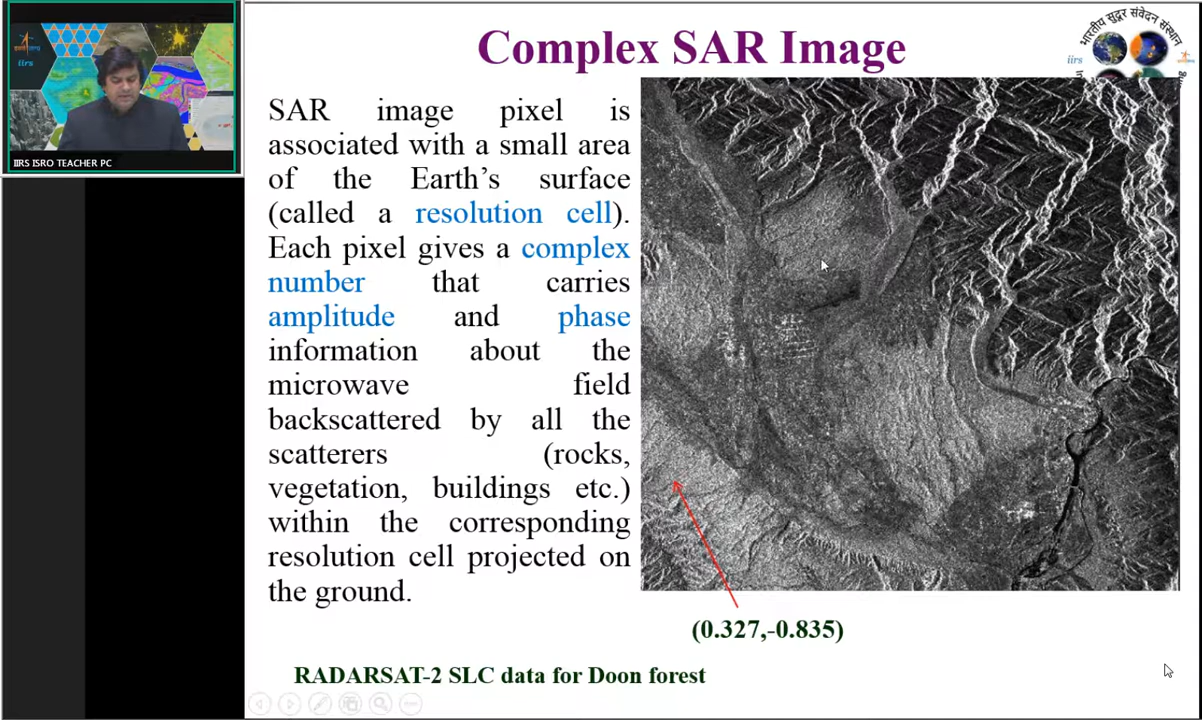 Complex SAR Image
भारतीय सुदूर संवेदन संस्थान
iirs
iirs
SAR image pixel is
associated with a small area
of the Earth's surface
(called a resolution cell).
Each pixel gives a complex
number that carries
amplitude and phase
information about the
microwave field
backscattered by all the
scatterers (rocks,
vegetation, buildings etc.)
within the corresponding
resolution cell projected on
the ground.
IIRS ISRO TEACHER PC
(0.327,-0.835)
RADARSAT-2 SLC data for Doon forest